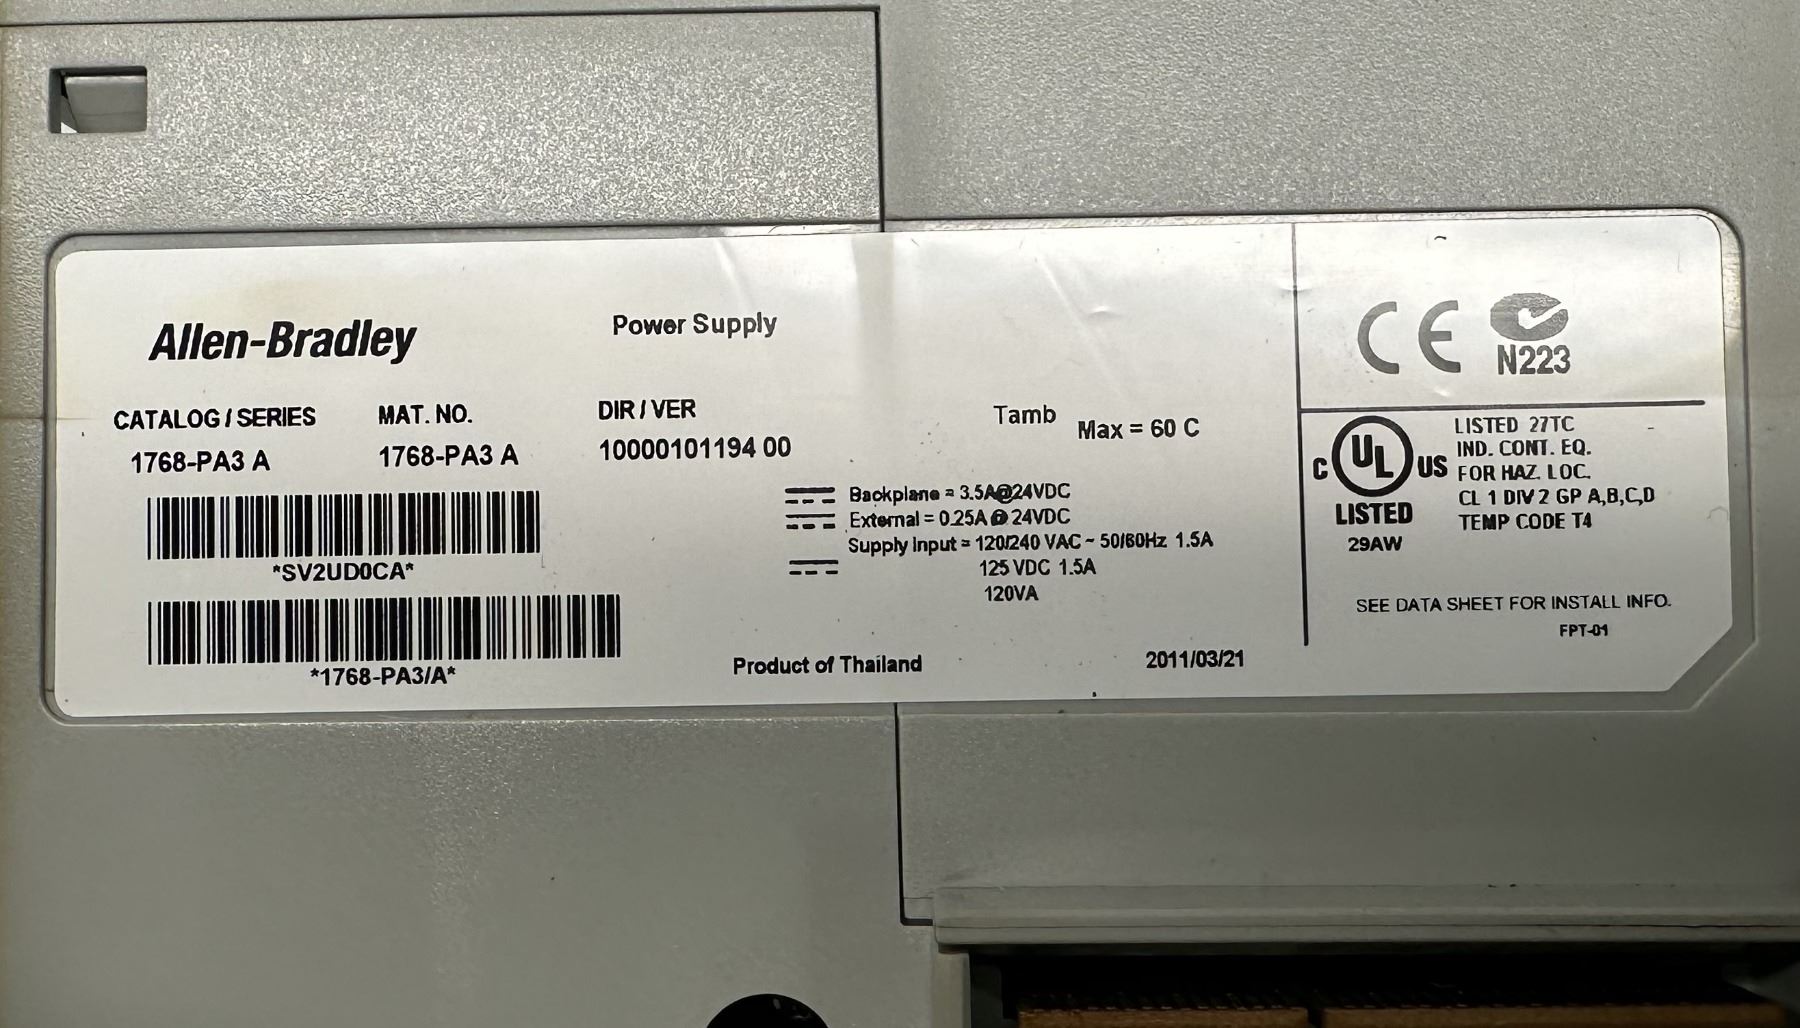 Allen-Bradley
Power Supply
CATALOG / SERIES MAT. NO. DIR / VER
1768-PA3 A 1768-PA3 A 10000101194 00
Tamb Max = 60 C
*SV2UD0CA*
*1768-PA3/A*
Backplane = 3.5A@24VDC
External = 0.25A @ 24VDC
Supply Input = 120/240 VAC ~ 50/60Hz 1.5A
125 VDC 1.5A
120VA
Product of Thailand
2011/03/21
CE
N223
C UL US
LISTED
29AW
LISTED 27TC
IND. CONT. EQ.
FOR HAZ. LOC.
CL 1 DIV 2 GP A,B,C,D
TEMP CODE T4
SEE DATA SHEET FOR INSTALL INFO.
FPT-01